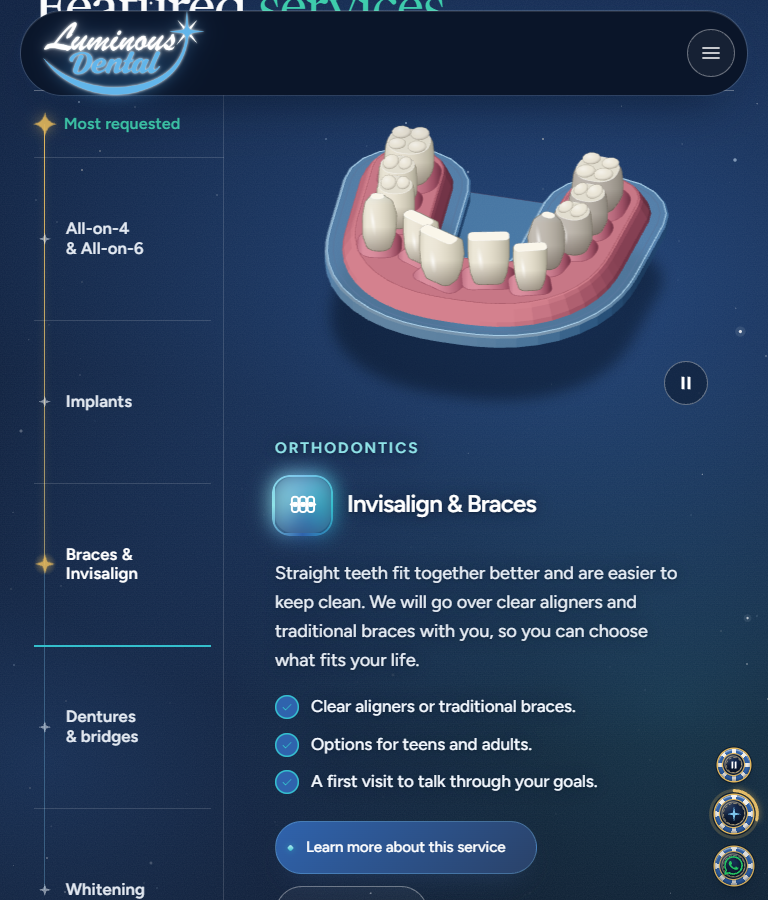 Featured services
Luminous
Dental
Most requested
All-on-4
& All-on-6
Implants
Braces &
Invisalign
Dentures
& bridges
Whitening
ORTHODONTICS
Invisalign & Braces
Straight teeth fit together better and are easier to
keep clean. We will go over clear aligners and
traditional braces with you, so you can choose
what fits your life.
Clear aligners or traditional braces.
Options for teens and adults.
A first visit to talk through your goals.
Learn more about this service